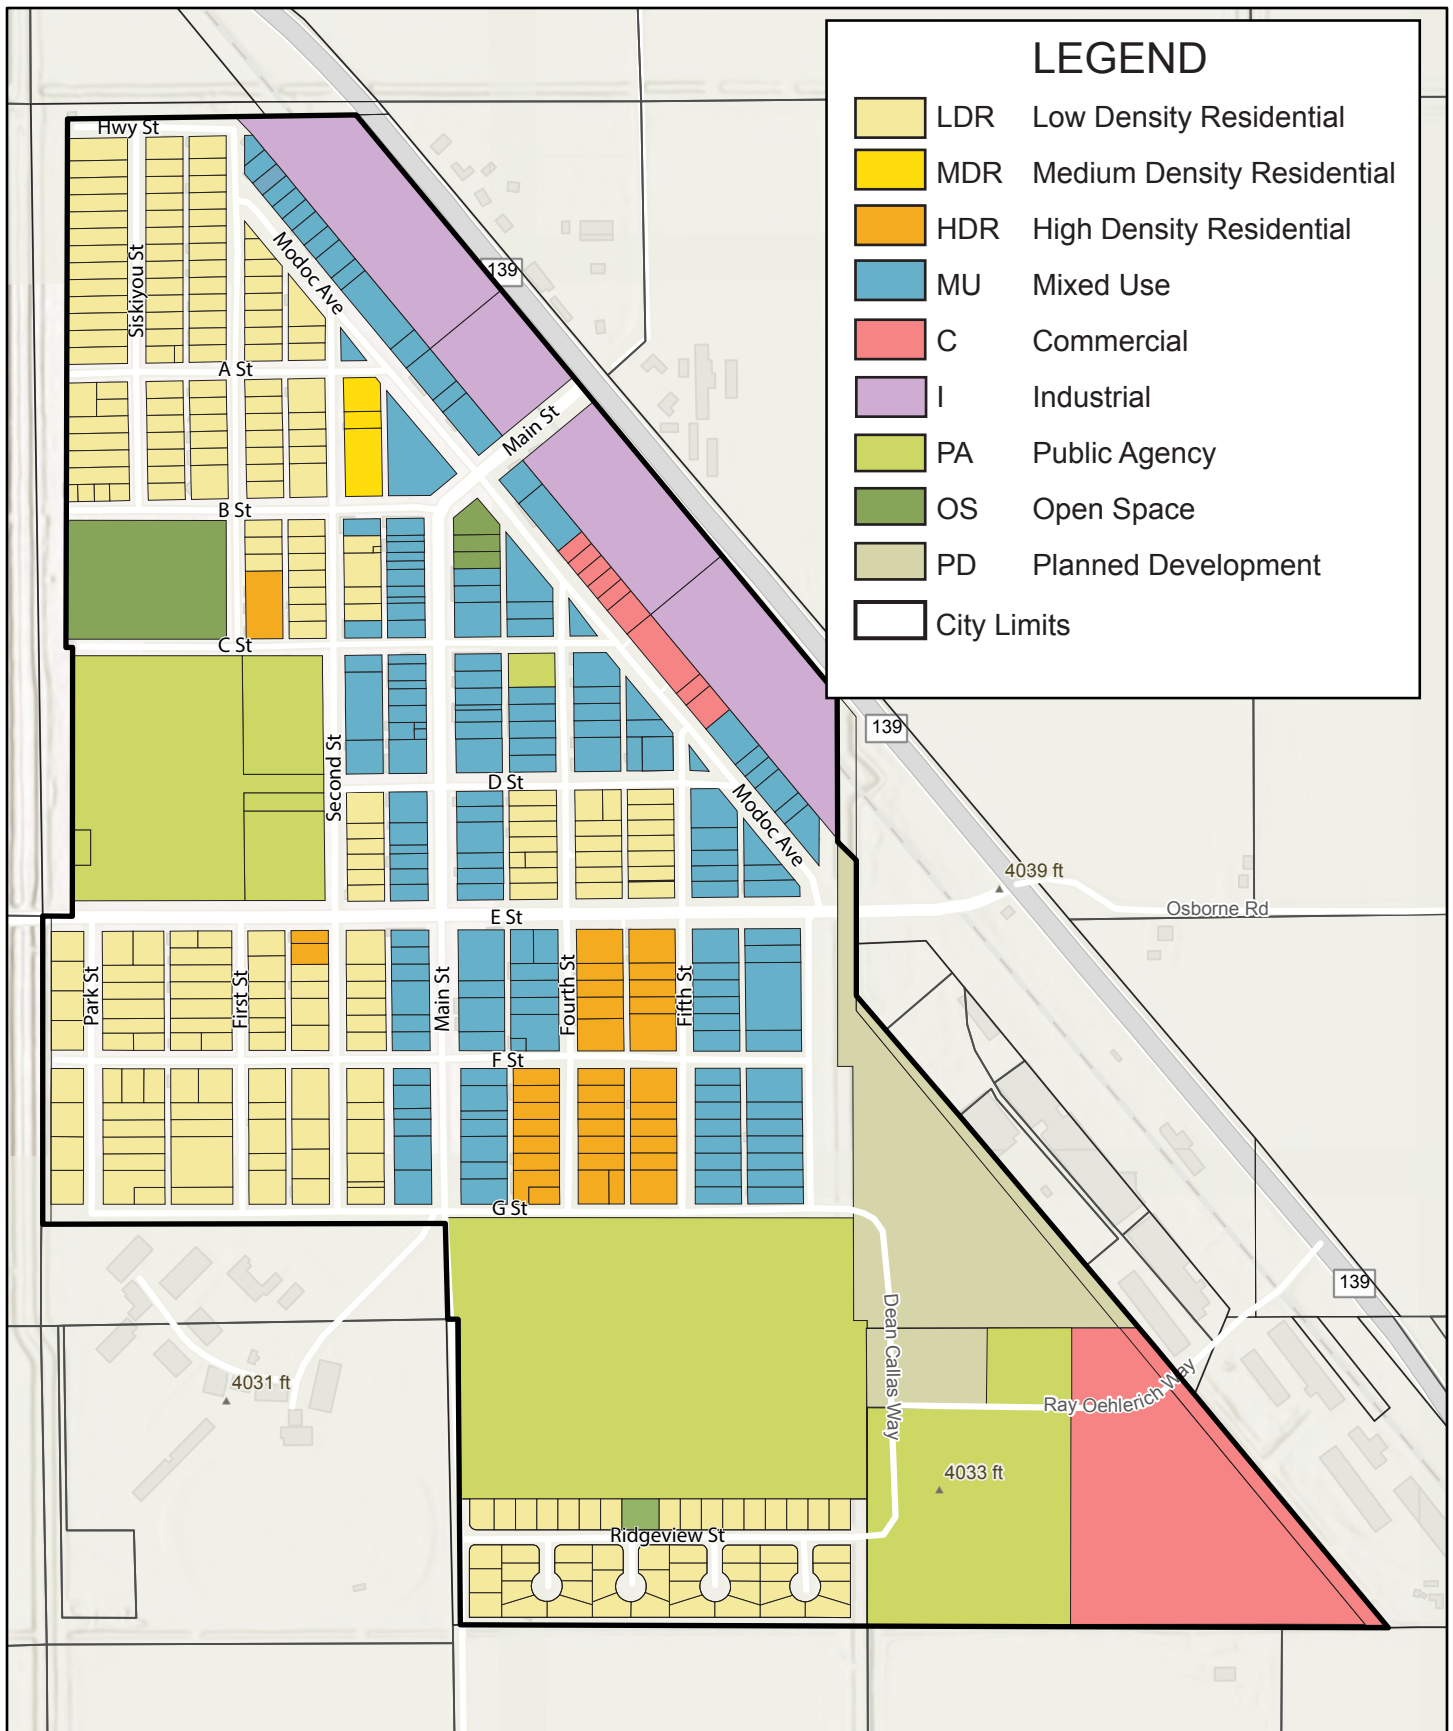 LEGEND
LDR Low Density Residential
MDR Medium Density Residential
HDR High Density Residential
MU Mixed Use
C Commercial
I Industrial
PA Public Agency
OS Open Space
PD Planned Development
City Limits
Hwy St
Siskiyou St
Modoc Ave
139
A St
Main St
B St
C St
Second St
139
D St
Modoc Ave
4039 ft
Osborne Rd
E St
Park St
First St
Main St
Fourth St
Fifth St
F St
G St
139
Dean Callas Way
4031 ft
Ray Oehlerich Way
4033 ft
Ridgeview St